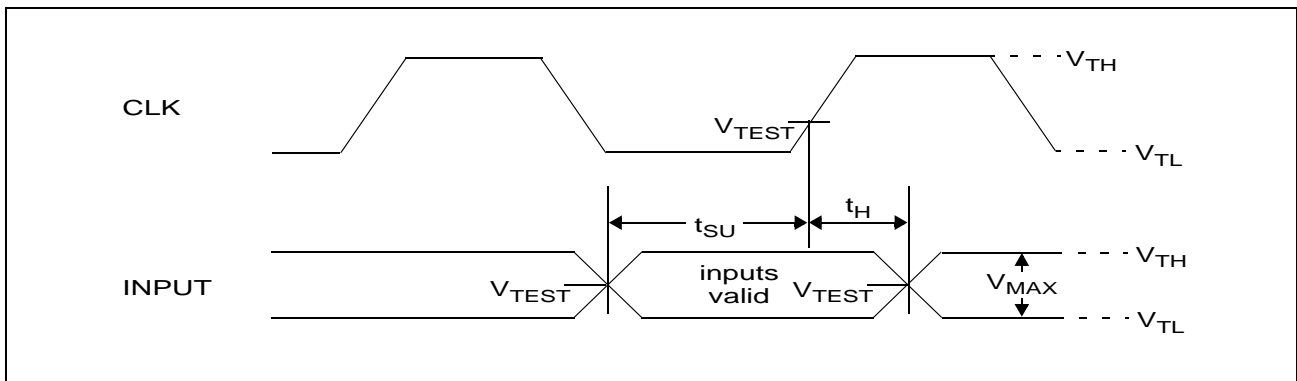 V_TH
CLK
V_TEST
V_TL
t_H
t_SU
V_TH
inputs
valid
INPUT
V_TEST
V_TEST
V_MAX
V_TL